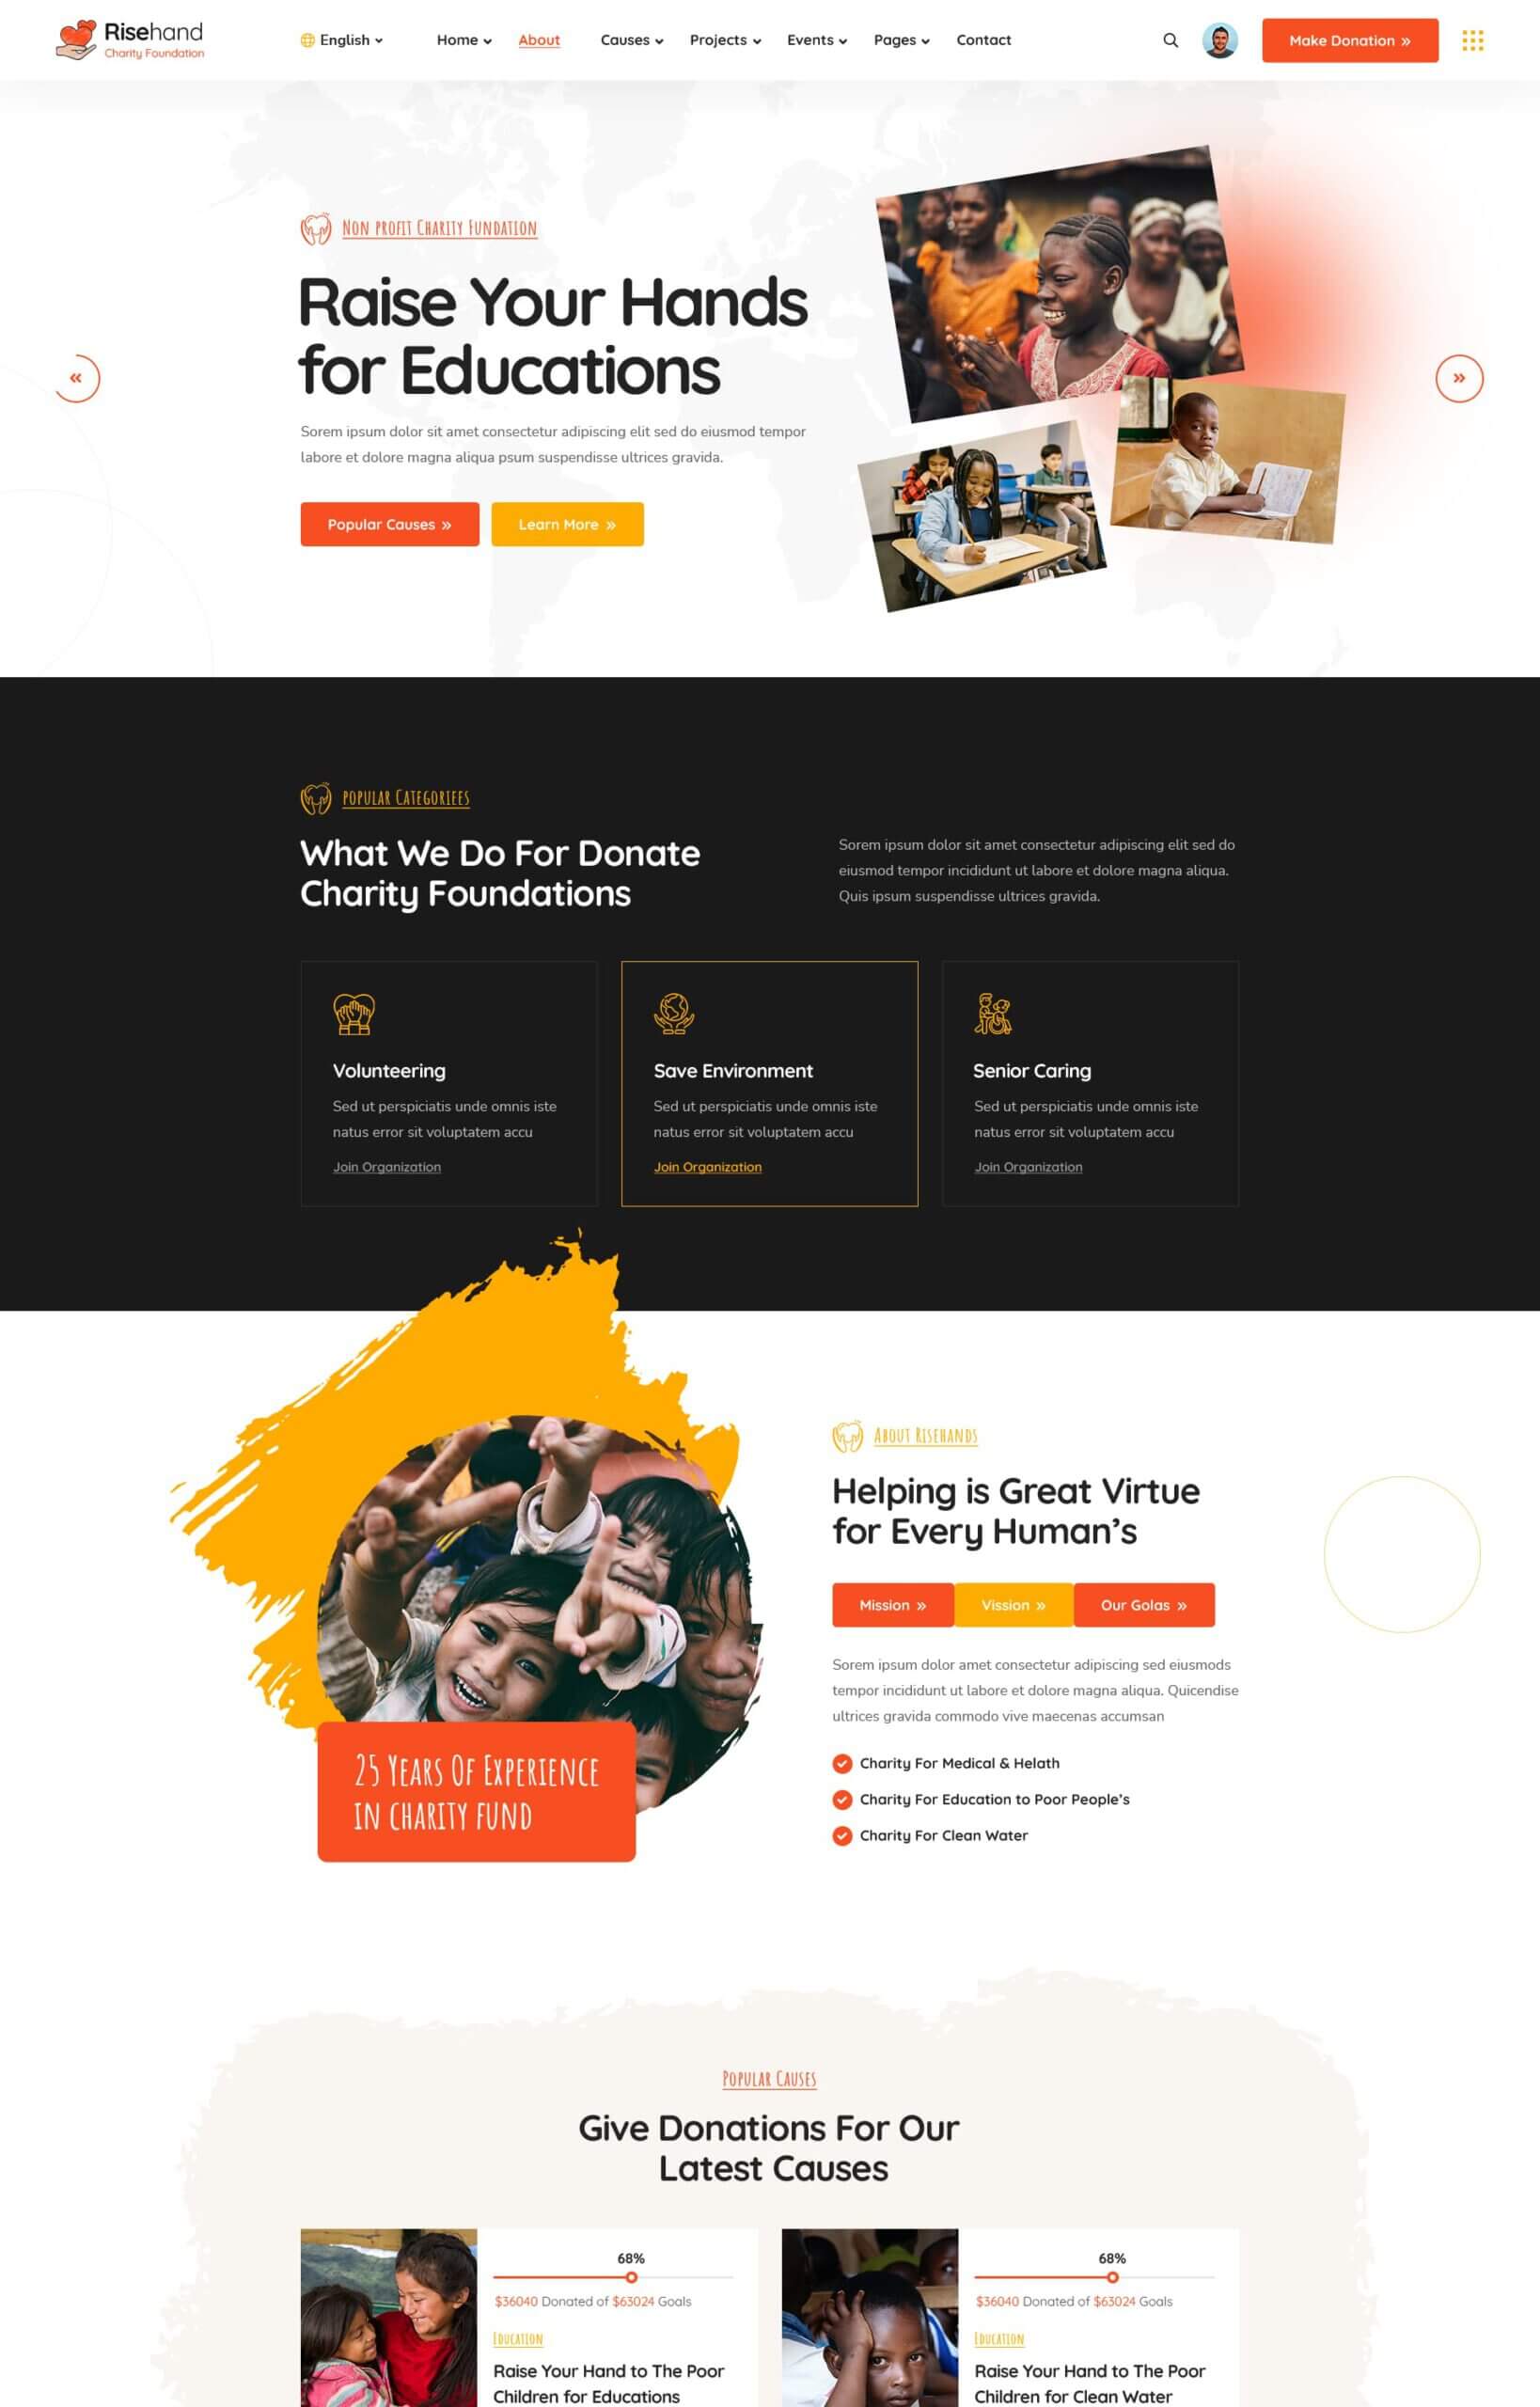 Risehand
Charity Foundation
English
Home
About
Causes
Projects
Events
Pages
Contact
Make Donation »
Non profit Charity Fundation
Raise Your Hands
for Educations
Sorem ipsum dolor sit amet consectetur adipiscing elit sed do eiusmod tempor
labore et dolore magna aliqua psum suspendisse ultrices gravida.
Popular Causes »
Learn More »
«
»
popular Categoriees
What We Do For Donate
Charity Foundations
Sorem ipsum dolor sit amet consectetur adipiscing elit sed do
eiusmod tempor incididunt ut labore et dolore magna aliqua.
Quis ipsum suspendisse ultrices gravida.
Volunteering
Sed ut perspiciatis unde omnis iste
natus error sit voluptatem accu
Join Organization
Save Environment
Sed ut perspiciatis unde omnis iste
natus error sit voluptatem accu
Join Organization
Senior Caring
Sed ut perspiciatis unde omnis iste
natus error sit voluptatem accu
Join Organization
25 Years Of Experience
in charity fund
About Risehands
Helping is Great Virtue
for Every Human’s
Mission »
Vission »
Our Golas »
Sorem ipsum dolor amet consectetur adipiscing sed eiusmods
tempor incididunt ut labore et dolore magna aliqua. Quicendise
ultrices gravida commodo vive maecenas accumsan
Charity For Medical & Helath
Charity For Education to Poor People’s
Charity For Clean Water
Popular Causes
Give Donations For Our
Latest Causes
68%
$36040 Donated of $63024 Goals
Education
Raise Your Hand to The Poor
Children for Educations
68%
$36040 Donated of $63024 Goals
Education
Raise Your Hand to The Poor
Children for Clean Water